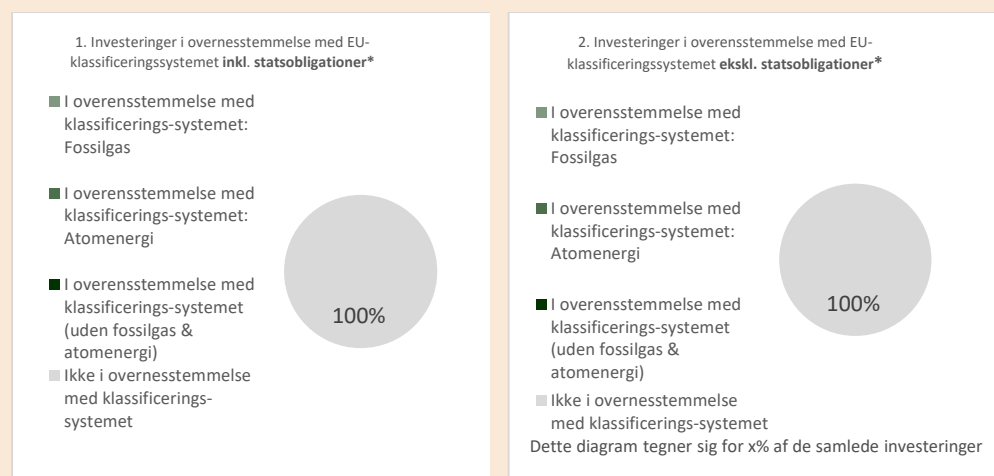 1. Investeringer i overnesstemmelse med EU-
klassificeringssystemet inkl. statsobligationer*
I overensstemmelse med
klassificerings-systemet:
Fossilgas
I overensstemmelse med
klassificerings-systemet:
Atomenergi
I overensstemmelse med
klassificerings-systemet
(uden fossilgas &
atomenergi)
Ikke i overnesstemmelse
med klassificerings-
systemet
100%
2. Investeringer i overensstemmelse med EU-
klassificeringssystemet ekskl. statsobligationer*
I overensstemmelse med
klassificerings-systemet:
Fossilgas
I overensstemmelse med
klassificerings-systemet:
Atomenergi
I overensstemmelse med
klassificerings-systemet
(uden fossilgas &
atomenergi)
Ikke i overnesstemmelse
med klassificerings-systemet
100%
Dette diagram tegner sig for x% af de samlede investeringer